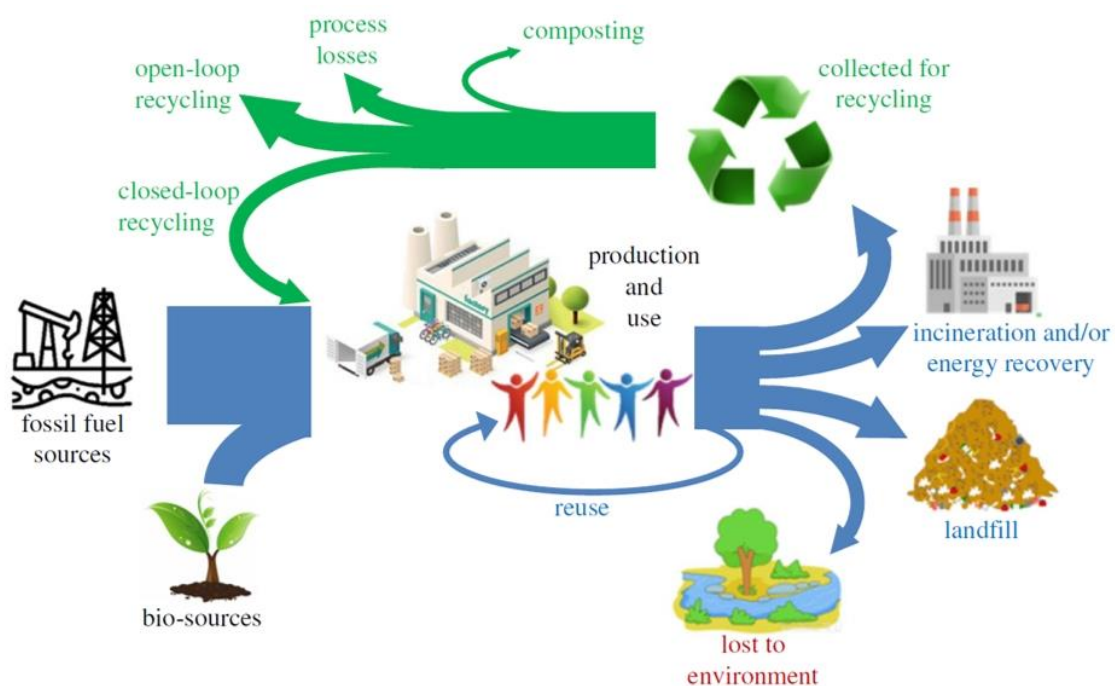 process
losses
composting
open-loop
recycling
collected for
recycling
closed-loop
recycling
production
and
use
fossil fuel
sources
incineration and/or
energy recovery
reuse
landfill
bio-sources
lost to
environment